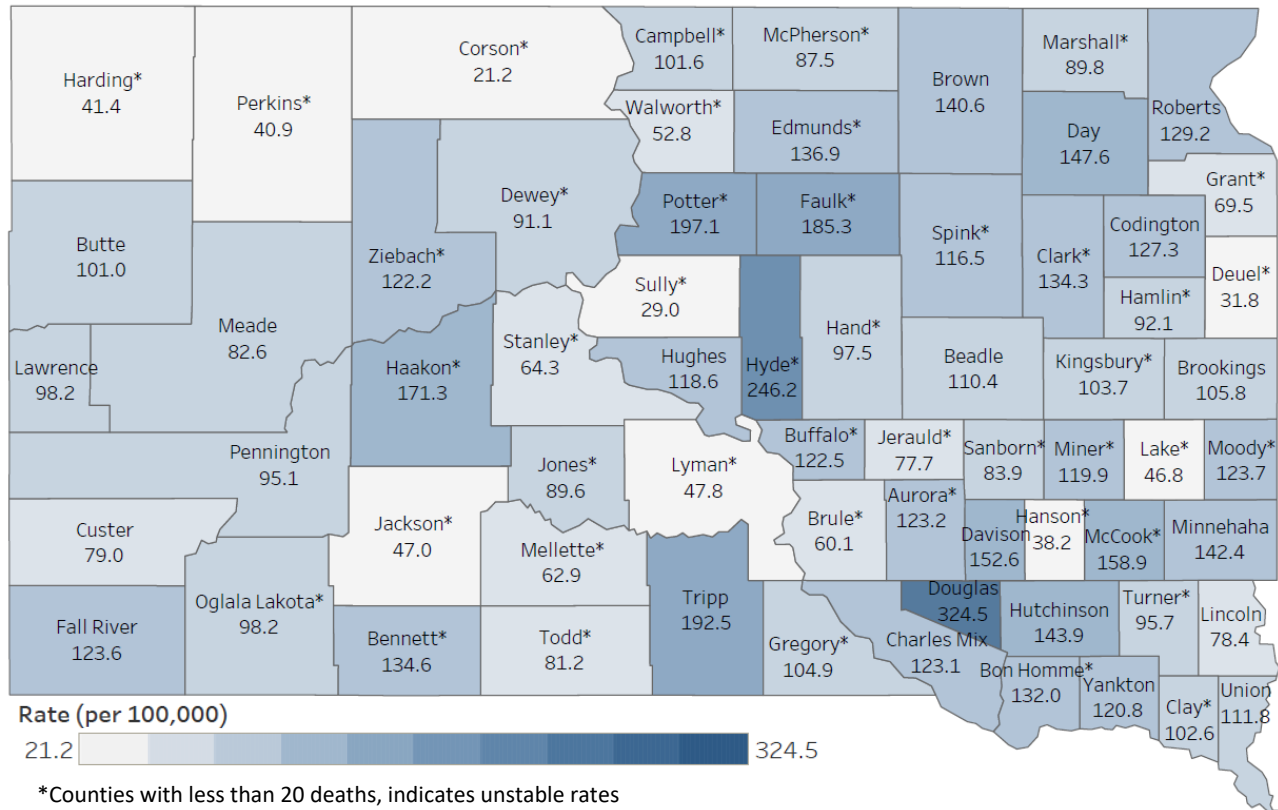 Harding*
41.4
Perkins*
40.9
Corson*
21.2
Campbell*
101.6
McPherson*
87.5
Brown
140.6
Marshall*
89.8
Roberts
129.2
Walworth*
52.8
Edmunds*
136.9
Day
147.6
Grant*
69.5
Butte
101.0
Ziebach*
122.2
Dewey*
91.1
Potter*
197.1
Faulk*
185.3
Spink*
116.5
Clark*
134.3
Codington
127.3
Deuel*
31.8
Hamlin*
92.1
Meade
82.6
Lawrence
98.2
Haakon*
171.3
Stanley*
64.3
Sully*
29.0
Hughes
118.6
Hyde*
246.2
Hand*
97.5
Beadle
110.4
Kingsbury*
103.7
Brookings
105.8
Pennington
95.1
Jones*
89.6
Lyman*
47.8
Buffalo*
122.5
Jerauld*
77.7
Sanborn*
83.9
Miner*
119.9
Lake*
46.8
Moody*
123.7
Custer
79.0
Jackson*
47.0
Mellette*
62.9
Brule*
60.1
Aurora*
123.2
Davison
152.6
Hanson*
38.2
McCook*
158.9
Minnehaha
142.4
Fall River
123.6
Oglala Lakota*
98.2
Bennett*
134.6
Todd*
81.2
Tripp
192.5
Gregory*
104.9
Charles Mix
123.1
Douglas
324.5
Hutchinson
143.9
Turner*
95.7
Lincoln
78.4
Bon Homme*
132.0
Yankton
120.8
Clay*
102.6
Union
111.8
Rate (per 100,000)
21.2 324.5
*Counties with less than 20 deaths, indicates unstable rates